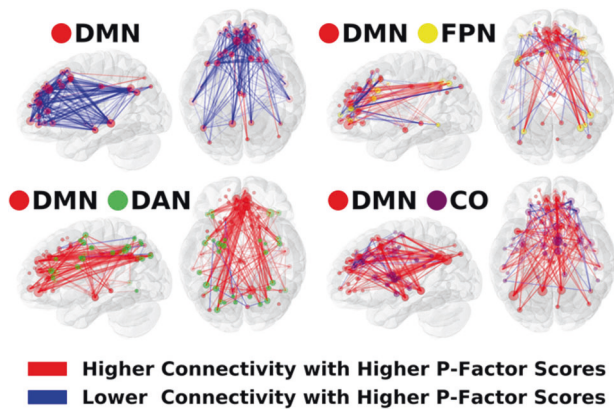 DMN
DMN FPN
DMN DAN
DMN CO
Higher Connectivity with Higher P-Factor Scores
Lower Connectivity with Higher P-Factor Scores